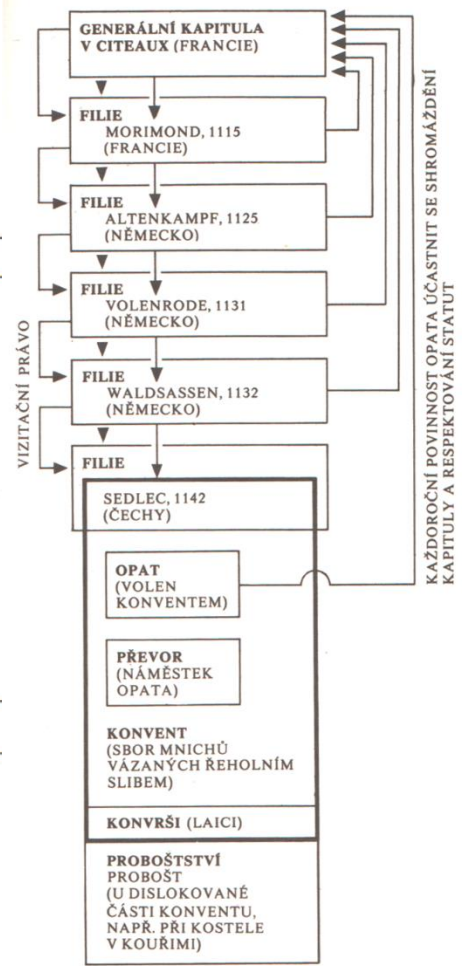 GENERÁLNÍ KAPITULA
V CITEAUX (FRANCIE)
FILIE
MORIMOND, 1115
(FRANCIE)
FILIE
ALTENKAMPF, 1125
(NĚMECKO)
FILIE
VOLENRODE, 1131
(NĚMECKO)
FILIE
WALDSASSEN, 1132
(NĚMECKO)
FILIE
SEDLEC, 1142
(ČECHY)
OPAT
(VOLEN
KONVENTEM)
PŘEVOR
(NÁMĚSTEK
OPATA)
KONVENT
(SBOR MNICHŮ
VÁZANÝCH ŘEHOLNÍM
SLIBEM)
KONVRŠI (LAICI)
PROBOŠTSTVÍ
PROBOŠT
(U DISLOKOVANÉ
ČÁSTI KONVENTU,
NAPŘ. PŘI KOSTELE
V KOUŘIMI)
VIZITAČNÍ PRÁVO
KAŽDOROČNÍ POVINNOST OPATA ÚČASTNIT SE SHROMÁŽDĚNÍ
KAPITULY A RESPEKTOVÁNÍ STATUT